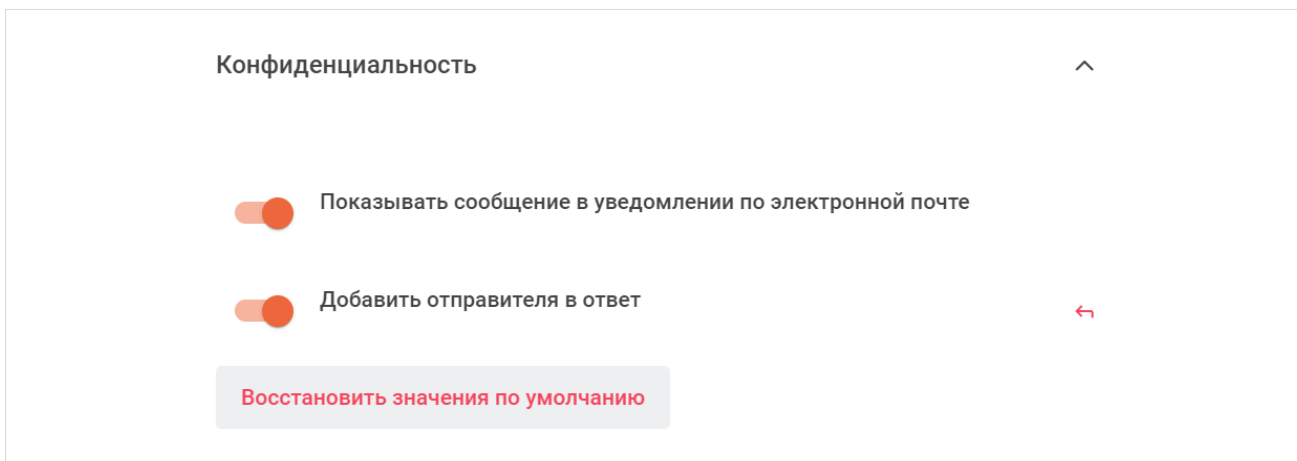 Конфиденциальность
Показывать сообщение в уведомлении по электронной почте
Добавить отправителя в ответ
Восстановить значения по умолчанию